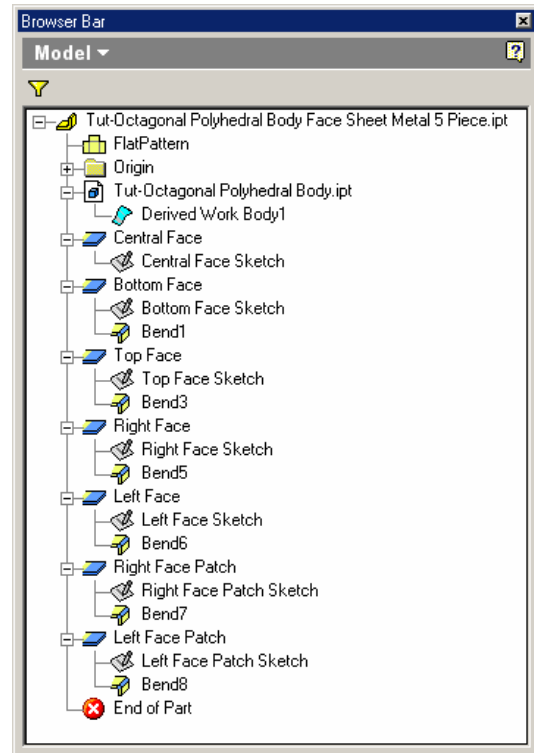 Browser Bar
Model
Tut-Octagonal Polyhedral Body Face Sheet Metal 5 Piece.ipt
FlatPattern
Origin
Tut-Octagonal Polyhedral Body.ipt
Derived Work Body1
Central Face
Central Face Sketch
Bottom Face
Bottom Face Sketch
Bend1
Top Face
Top Face Sketch
Bend3
Right Face
Right Face Sketch
Bend5
Left Face
Left Face Sketch
Bend6
Right Face Patch
Right Face Patch Sketch
Bend7
Left Face Patch
Left Face Patch Sketch
Bend8
End of Part